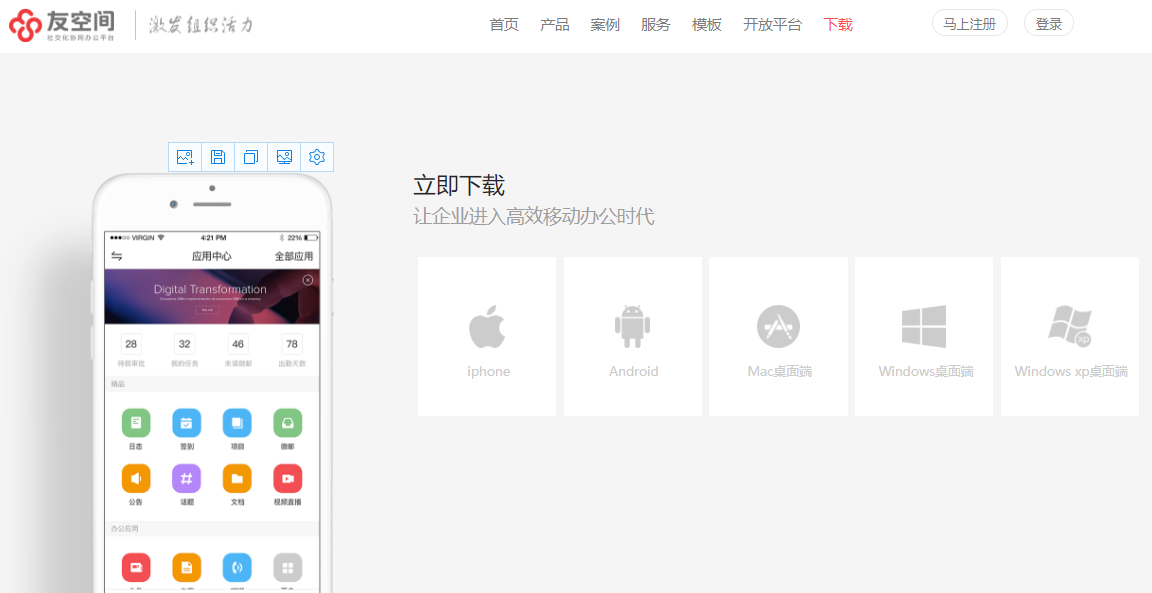 友空间
社交化协同办公平台
激发组织活力
首页 产品 案例 服务 模板 开放平台 下载
马上注册 登录
立即下载
让企业进入高效移动办公时代
iphone Android Mac桌面端 Windows桌面端 Windows xp桌面端
xp
VIRGIN 4:21 PM 22%
应用中心 全部应用
Digital Transformation
28 32 46 78
待我审批 我的任务 未读微邮 出勤天数
精品
日志 签到 项目 微邮
公告 话题 文档 视频直播
办公应用